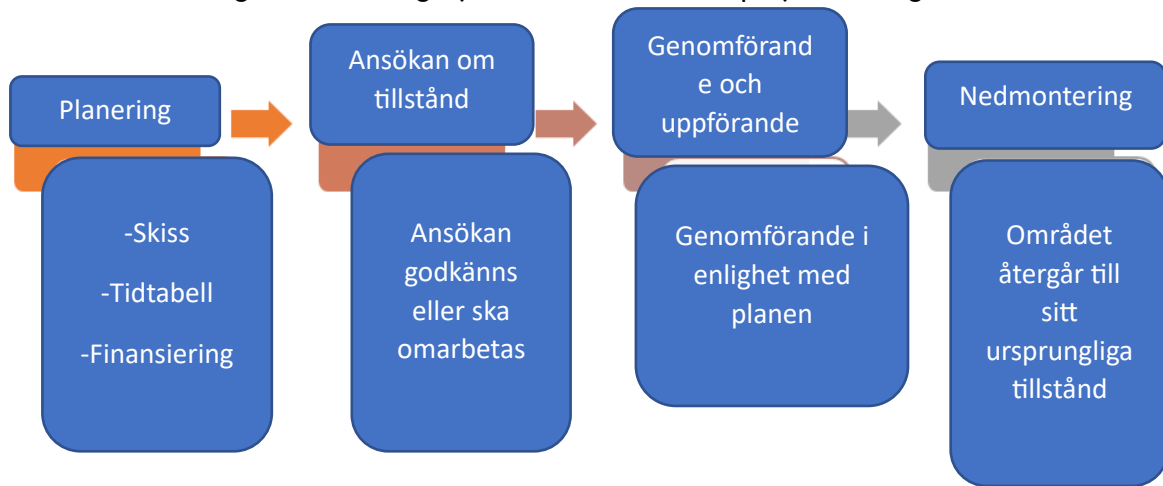 Planering
-Skiss
-Tidtabell
-Finansiering
Ansökan om
tillstånd
Ansökan
godkänns
eller ska
omarbetas
Genomförand
e och
uppförande
Genomförande i
enlighet med
planen
Nedmontering
Området
återgår till
sitt
ursprungliga
tillstånd